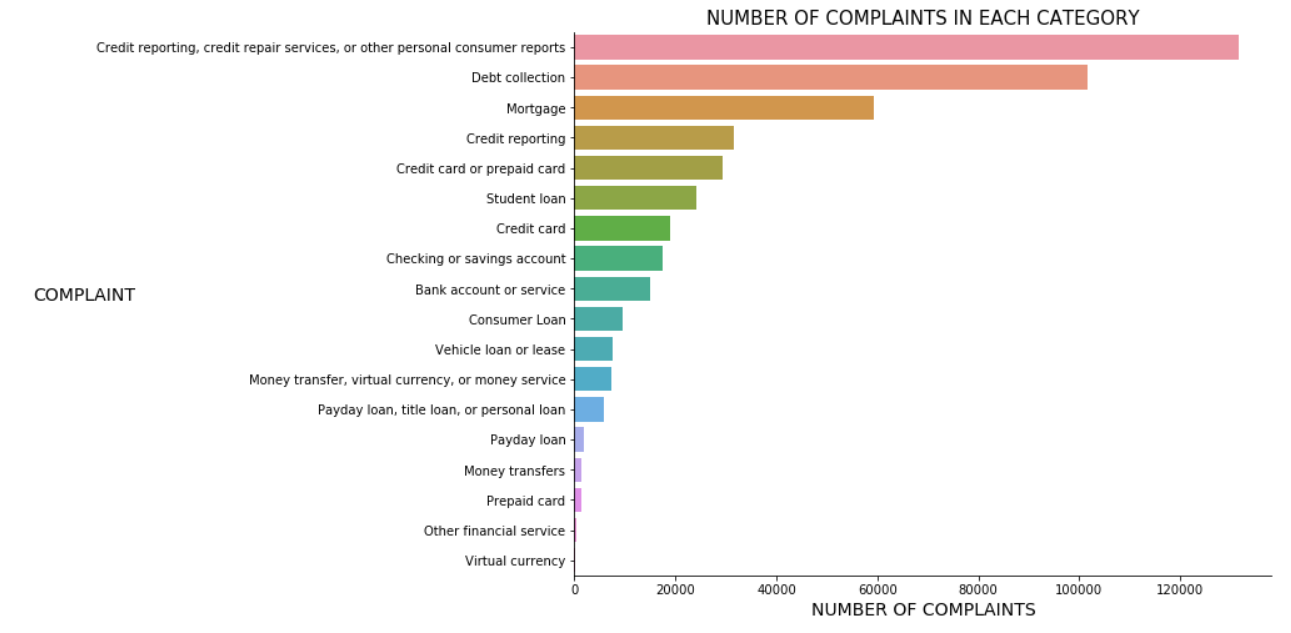 NUMBER OF COMPLAINTS IN EACH CATEGORY
Credit reporting, credit repair services, or other personal consumer reports
Debt collection
Mortgage
Credit reporting
Credit card or prepaid card
Student loan
Credit card
Checking or savings account
Bank account or service
COMPLAINT
Consumer Loan
Vehicle loan or lease
Money transfer, virtual currency, or money service
Payday loan, title loan, or personal loan
Payday loan
Money transfers
Prepaid card
Other financial service
Virtual currency
0 20000 40000 60000 80000 100000 120000
NUMBER OF COMPLAINTS